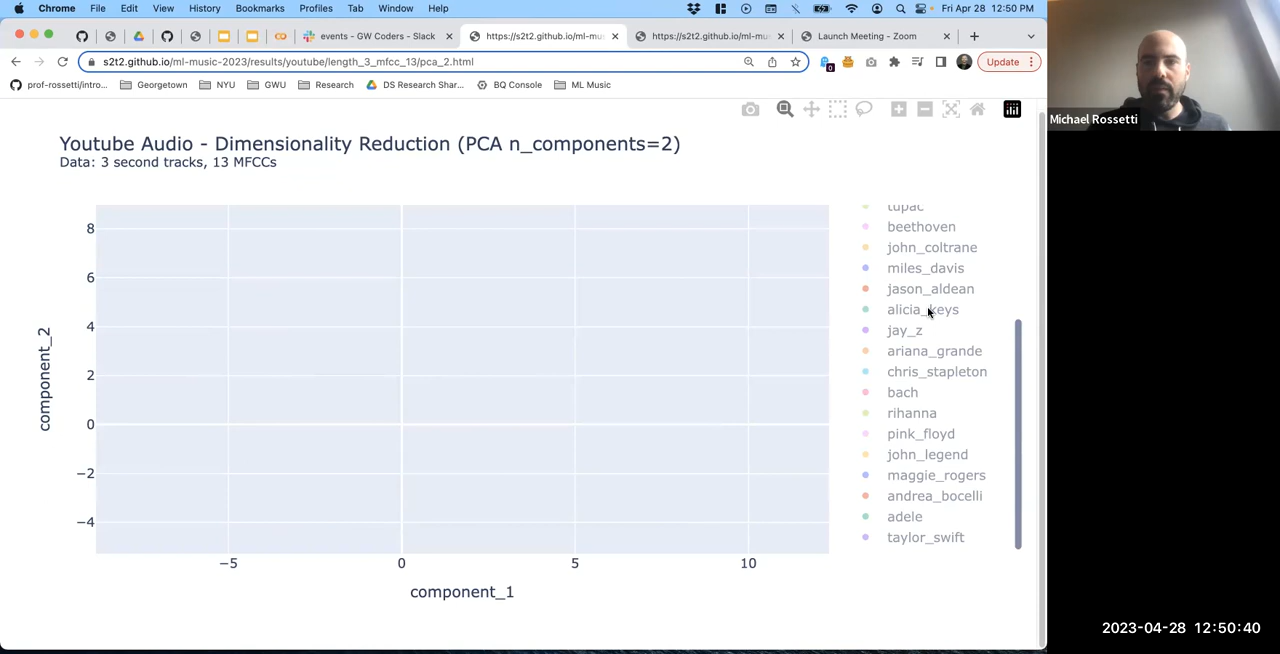 Chrome File Edit View History Bookmarks Profiles Tab Window Help Fri Apr 28 12:50 PM
events - GW Coders - Slack https://s2t2.github.io/ml-mu https://s2t2.github.io/ml-mu Launch Meeting - Zoom
s2t2.github.io/ml-music-2023/results/youtube/length_3_mfcc_13/pca_2.html 0 Update
prof-rossetti/intro... Georgetown NYU GWU Research DS Research Shar... BQ Console ML Music
Michael Rossetti
Youtube Audio - Dimensionality Reduction (PCA n_components=2)
Data: 3 second tracks, 13 MFCCs
component_2
8
6
4
2
0
−2
−4
−5 0 5 10
component_1
tupac
beethoven
john_coltrane
miles_davis
jason_aldean
alicia_keys
jay_z
ariana_grande
chris_stapleton
bach
rihanna
pink_floyd
john_legend
maggie_rogers
andrea_bocelli
adele
taylor_swift
2023-04-28 12:50:40